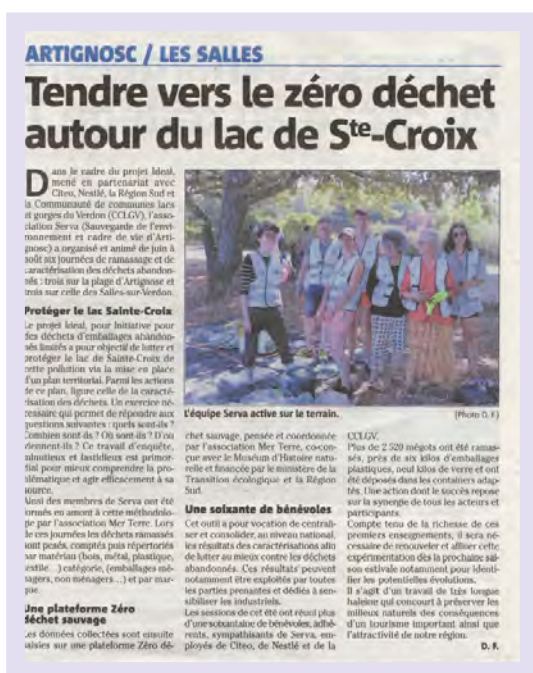 ARTIGNOSC / LES SALLES
Tendre vers le zéro déchet
autour du lac de Ste-Croix
Dans le cadre du projet Ideal,
mené en partenariat avec
Citeo, Nestlé, la Région Sud et
la Communauté de communes lacs
et gorges du Verdon (CCLGV), l'asso-
ciation Serva (Sauvegarde de l'envi-
ronnement et cadre de vie d'Arti-
gnosc) a organisé et animé de juin à
août six journées de ramassage et de
caractérisation des déchets abandon-
nés : trois sur la plage d'Artignosc et
trois sur celle des Salles-sur-Verdon.
Protéger le lac Sainte-Croix
Le projet Ideal, pour Initiative pour
des déchets d'emballages abandon-
nés limités a pour objectif de lutter et
protéger le lac de Sainte-Croix de
cette pollution via la mise en place
d'un plan territorial. Parmi les actions
de ce plan, figure celle de la caracté-
risation des déchets. Un exercice né-
cessaire qui permet de répondre aux
questions suivantes : quels sont-ils ?
Combien sont-ils ? Où sont-ils ? D'où
viennent-ils ? Ce travail d'enquête,
minutieux et fastidieux est primor-
dial pour mieux comprendre la pro-
blématique et agir efficacement à sa
source.
Ainsi des membres de Serva ont été
formés en amont à cette méthodolo-
gie par l'association Mer Terre. Lors
de ces journées les déchets ramassés
sont pesés, comptés puis répertoriés
par matériau (bois, métal, plastique,
textile...) catégorie, (emballages mé-
nagers, non ménagers...) et par mar-
que.
Une plateforme Zéro
déchet sauvage
Les données collectées sont ensuite
saisies sur une plateforme Zéro dé-
L'équipe Serva active sur le terrain.
(Photo D. F.)
chet sauvage, pensée et coordonnée
par l'association Mer Terre, co-con-
çue avec le Muséum d'Histoire natu-
relle et financée par le ministère de la
Transition écologique et la Région
Sud.
Une soixante de bénévoles
Cet outil a pour vocation de centrali-
ser et consolider, au niveau national,
les résultats des caractérisations afin
de lutter au mieux contre les déchets
abandonnés. Ces résultats peuvent
notamment être exploités par toutes
les parties prenantes et dédiés à sen-
sibiliser les industriels.
Les sessions de cet été ont réuni plus
d'une soixantaine de bénévoles, adhé-
rents, sympathisants de Serva, em-
ployés de Citeo, de Nestlé et de la
CCLGV.
Plus de 2 520 mégots ont été ramas-
sés, près de six kilos d'emballages
plastiques, neuf kilos de verre et ont
été déposés dans les containers adap-
tés. Une action dont le succès repose
sur la synergie de tous les acteurs et
participants.
Compte tenu de la richesse de ces
premiers enseignements, il sera né-
cessaire de renouveler et affiner cette
expérimentation dès la prochaine sai-
son estivale notamment pour identi-
fier les potentielles évolutions.
Il s'agit d'un travail de très longue
haleine qui concourt à préserver les
milieux naturels des conséquences
d'un tourisme important ainsi que
l'attractivité de notre région.
D. F.